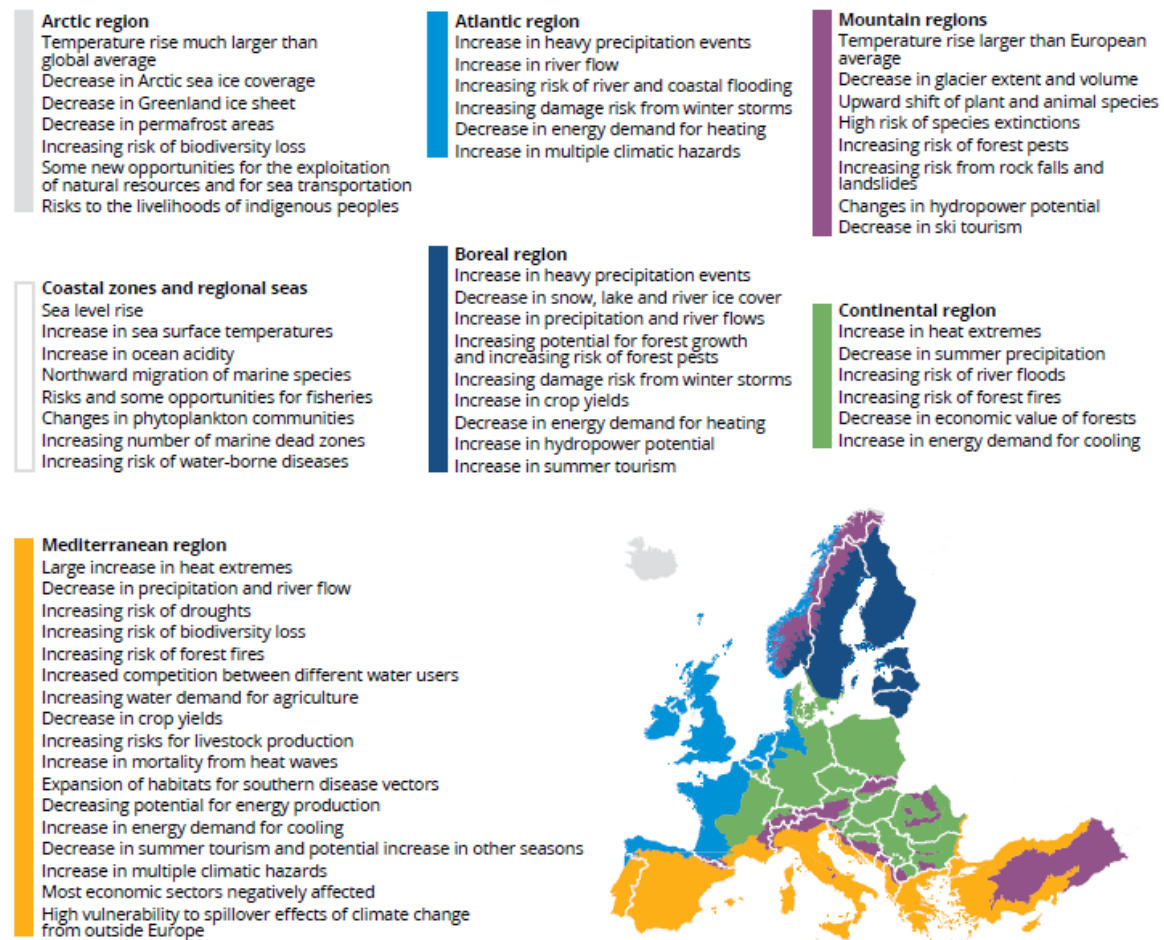 Arctic region
Temperature rise much larger than
global average
Decrease in Arctic sea ice coverage
Decrease in Greenland ice sheet
Decrease in permafrost areas
Increasing risk of biodiversity loss
Some new opportunities for the exploitation
of natural resources and for sea transportation
Risks to the livelihoods of indigenous peoples
Atlantic region
Increase in heavy precipitation events
Increase in river flow
Increasing risk of river and coastal flooding
Increasing damage risk from winter storms
Decrease in energy demand for heating
Increase in multiple climatic hazards
Mountain regions
Temperature rise larger than European
average
Decrease in glacier extent and volume
Upward shift of plant and animal species
High risk of species extinctions
Increasing risk of forest pests
Increasing risk from rock falls and
landslides
Changes in hydropower potential
Decrease in ski tourism
Coastal zones and regional seas
Sea level rise
Increase in sea surface temperatures
Increase in ocean acidity
Northward migration of marine species
Risks and some opportunities for fisheries
Changes in phytoplankton communities
Increasing number of marine dead zones
Increasing risk of water-borne diseases
Boreal region
Increase in heavy precipitation events
Decrease in snow, lake and river ice cover
Increase in precipitation and river flows
Increasing potential for forest growth
and increasing risk of forest pests
Increasing damage risk from winter storms
Increase in crop yields
Decrease in energy demand for heating
Increase in hydropower potential
Increase in summer tourism
Continental region
Increase in heat extremes
Decrease in summer precipitation
Increasing risk of river floods
Increasing risk of forest fires
Decrease in economic value of forests
Increase in energy demand for cooling
Mediterranean region
Large increase in heat extremes
Decrease in precipitation and river flow
Increasing risk of droughts
Increasing risk of biodiversity loss
Increasing risk of forest fires
Increased competition between different water users
Increasing water demand for agriculture
Decrease in crop yields
Increasing risks for livestock production
Increase in mortality from heat waves
Expansion of habitats for southern disease vectors
Decreasing potential for energy production
Increase in energy demand for cooling
Decrease in summer tourism and potential increase in other seasons
Increase in multiple climatic hazards
Most economic sectors negatively affected
High vulnerability to spillover effects of climate change
from outside Europe